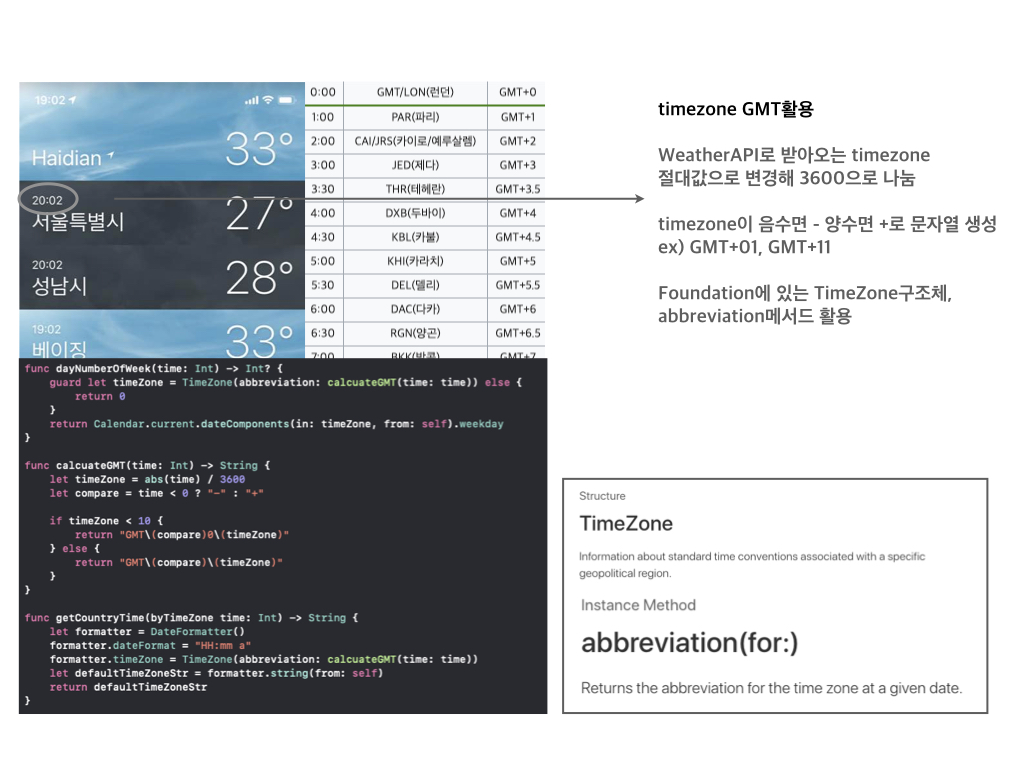 19:02
Haidian
33°
20:02
서울특별시
27°
20:02
성남시
28°
19:02
베이징
33°
0:00 GMT/LON(런던) GMT+0
1:00 PAR(파리) GMT+1
2:00 CAI/JRS(카이로/예루살렘) GMT+2
3:00 JED(제다) GMT+3
3:30 THR(테헤란) GMT+3.5
4:00 DXB(두바이) GMT+4
4:30 KBL(카불) GMT+4.5
5:00 KHI(카라치) GMT+5
5:30 DEL(델리) GMT+5.5
6:00 DAC(다카) GMT+6
6:30 RGN(양곤) GMT+6.5
7:00 BKK(방콕) GMT+7
timezone GMT활용
WeatherAPI로 받아오는 timezone
절대값으로 변경해 3600으로 나눔
timezone이 음수면 - 양수면 +로 문자열 생성
ex) GMT+01, GMT+11
Foundation에 있는 TimeZone구조체,
abbreviation메서드 활용
func dayNumberOfWeek(time: Int) -> Int? {
guard let timeZone = TimeZone(abbreviation: calcuateGMT(time: time)) else {
return 0
}
return Calendar.current.dateComponents(in: timeZone, from: self).weekday
}
func calcuateGMT(time: Int) -> String {
let timeZone = abs(time) / 3600
let compare = time < 0 ? "-" : "+"
if timeZone < 10 {
return "GMT\(compare)0\(timeZone)"
} else {
return "GMT\(compare)\(timeZone)"
}
}
func getCountryTime(byTimeZone time: Int) -> String {
let formatter = DateFormatter()
formatter.dateFormat = "HH:mm a"
formatter.timeZone = TimeZone(abbreviation: calcuateGMT(time: time))
let defaultTimeZoneStr = formatter.string(from: self)
return defaultTimeZoneStr
}
Structure
TimeZone
Information about standard time conventions associated with a specific
geopolitical region.
Instance Method
abbreviation(for:)
Returns the abbreviation for the time zone at a given date.